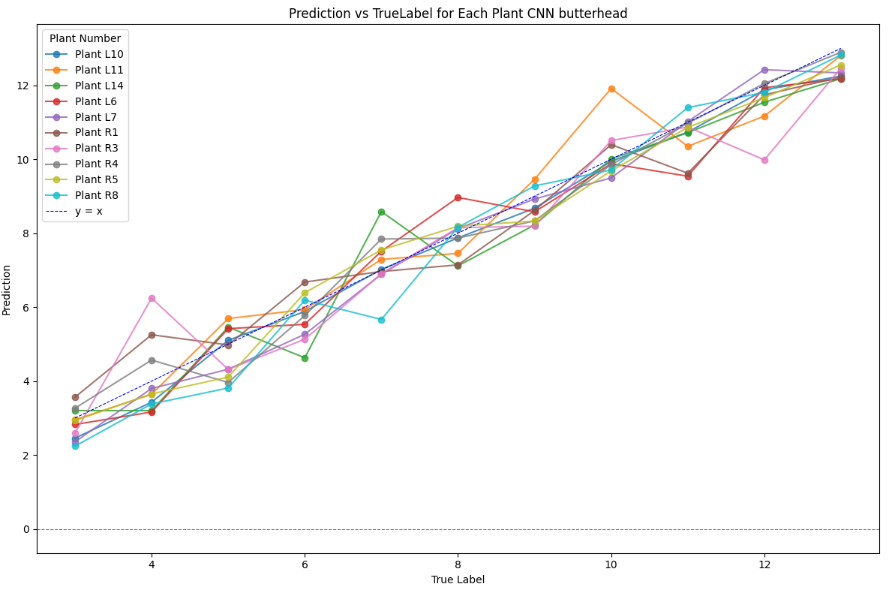 Prediction vs TrueLabel for Each Plant CNN butterhead
Plant Number
Plant L10
Plant L11
Plant L14
Plant L6
Plant L7
Plant R1
Plant R3
Plant R4
Plant R5
Plant R8
y = x
Prediction
12
10
8
6
4
2
0
4 6 8 10 12
True Label